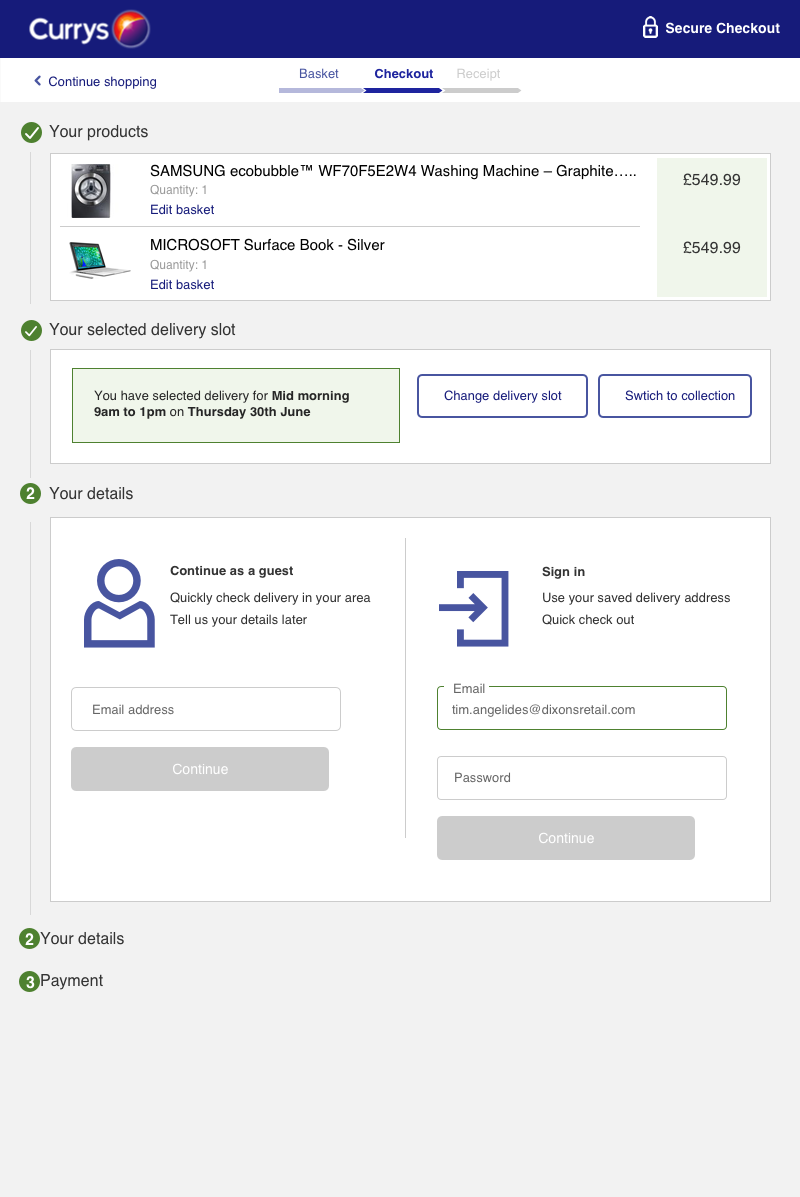 Currys
Secure Checkout
Continue shopping
Basket
Checkout
Receipt
Your products
SAMSUNG ecobubble™ WF70F5E2W4 Washing Machine – Graphite.....
Quantity: 1
Edit basket
£549.99
MICROSOFT Surface Book - Silver
Quantity: 1
Edit basket
£549.99
Your selected delivery slot
You have selected delivery for Mid morning
9am to 1pm on Thursday 30th June
Change delivery slot
Swtich to collection
2 Your details
Continue as a guest
Quickly check delivery in your area
Tell us your details later
Email address
Continue
Sign in
Use your saved delivery address
Quick check out
Email
tim.angelides@dixonsretail.com
Password
Continue
2 Your details
3 Payment